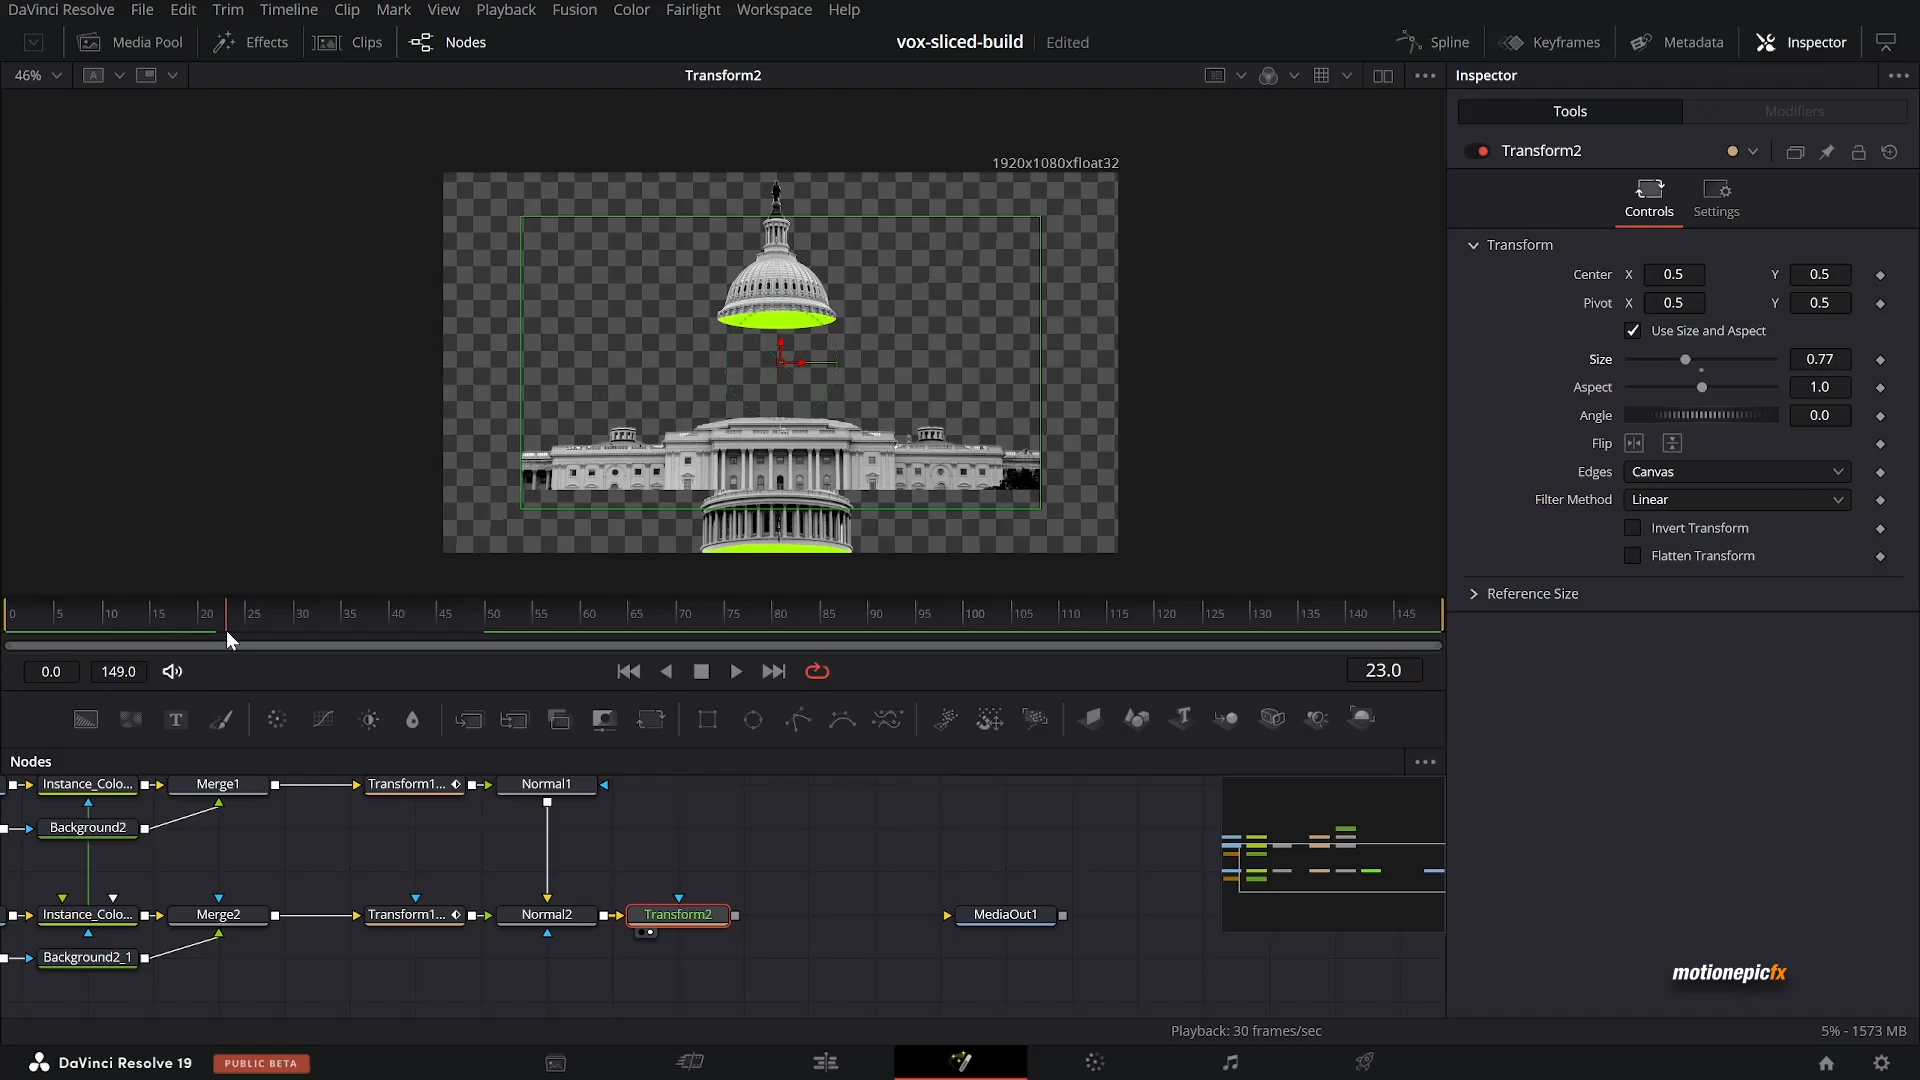 DaVinci Resolve File Edit Trim Timeline Clip Mark View Playback Fusion Color Fairlight Workspace Help
Media Pool Effects Clips Nodes vox-sliced-build Edited Spline Keyframes Metadata Inspector
46% A Transform2 Inspector
Tools Modifiers
Transform2
1920x1080xfloat32
Controls Settings
Transform
Center X 0.5 Y 0.5
Pivot X 0.5 Y 0.5
Use Size and Aspect
Size 0.77
Aspect 1.0
Angle 0.0
Flip
Edges Canvas
Filter Method Linear
Invert Transform
Flatten Transform
Reference Size
0 5 10 15 20 25 30 35 40 45 50 55 60 65 70 75 80 85 90 95 100 105 110 115 120 125 130 135 140 145
0.0 149.0 23.0
T T
Nodes
Instance_Colo... Merge1 Transform1... Normal1
Background2
Instance_Colo... Merge2 Transform1... Normal2 Transform2 MediaOut1
Background2_1
motionepicfx
Playback: 30 frames/sec 5% - 1573 MB
DaVinci Resolve 19 PUBLIC BETA